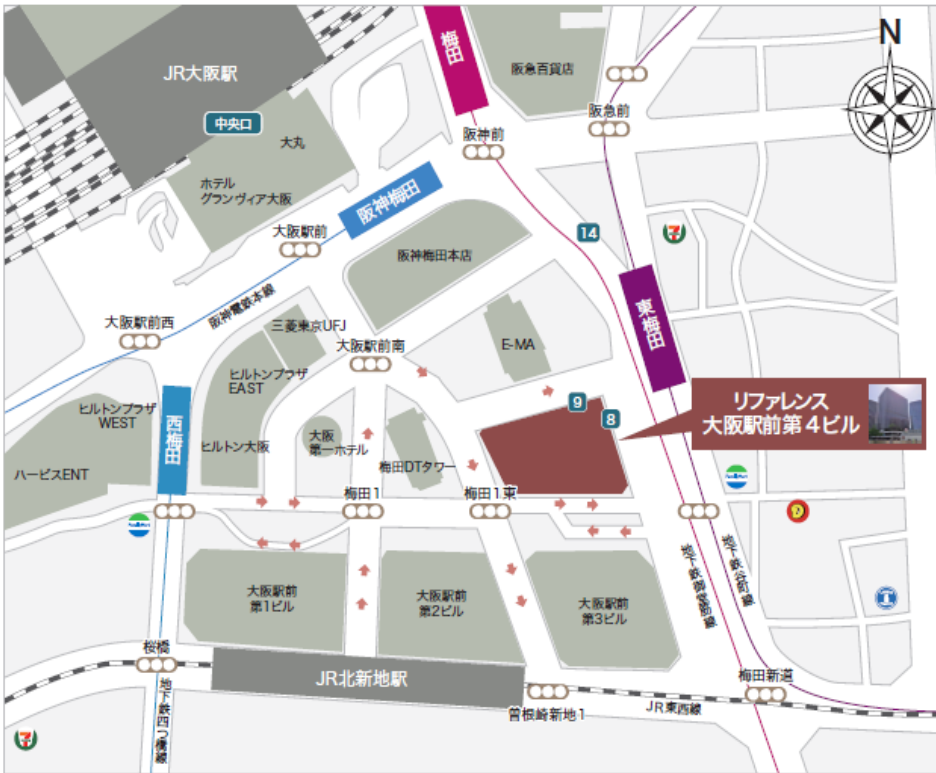 梅田
N
JR大阪駅
阪急百貨店
中央口
阪急前
阪神前
大丸
ホテル
グランヴィア大阪
阪神梅田
大阪駅前
14
7
阪神梅田本店
東梅田
阪神電鉄本線
大阪駅前西
三菱東京UFJ
大阪駅前南
E-MA
ヒルトンプラザ
EAST
ヒルトンプラザ
WEST
西梅田
9
8
リファレンス
大阪駅前第4ビル
大阪
第一ホテル
ヒルトン大阪
梅田DTタワー
ハービスENT
梅田1
梅田1東
地下鉄御堂筋線
地下鉄谷町線
大阪駅前
第1ビル
大阪駅前
第2ビル
大阪駅前
第3ビル
桜橋
JR北新地駅
梅田新道
JR東西線
曽根崎新地1
地下鉄四つ橋線
7